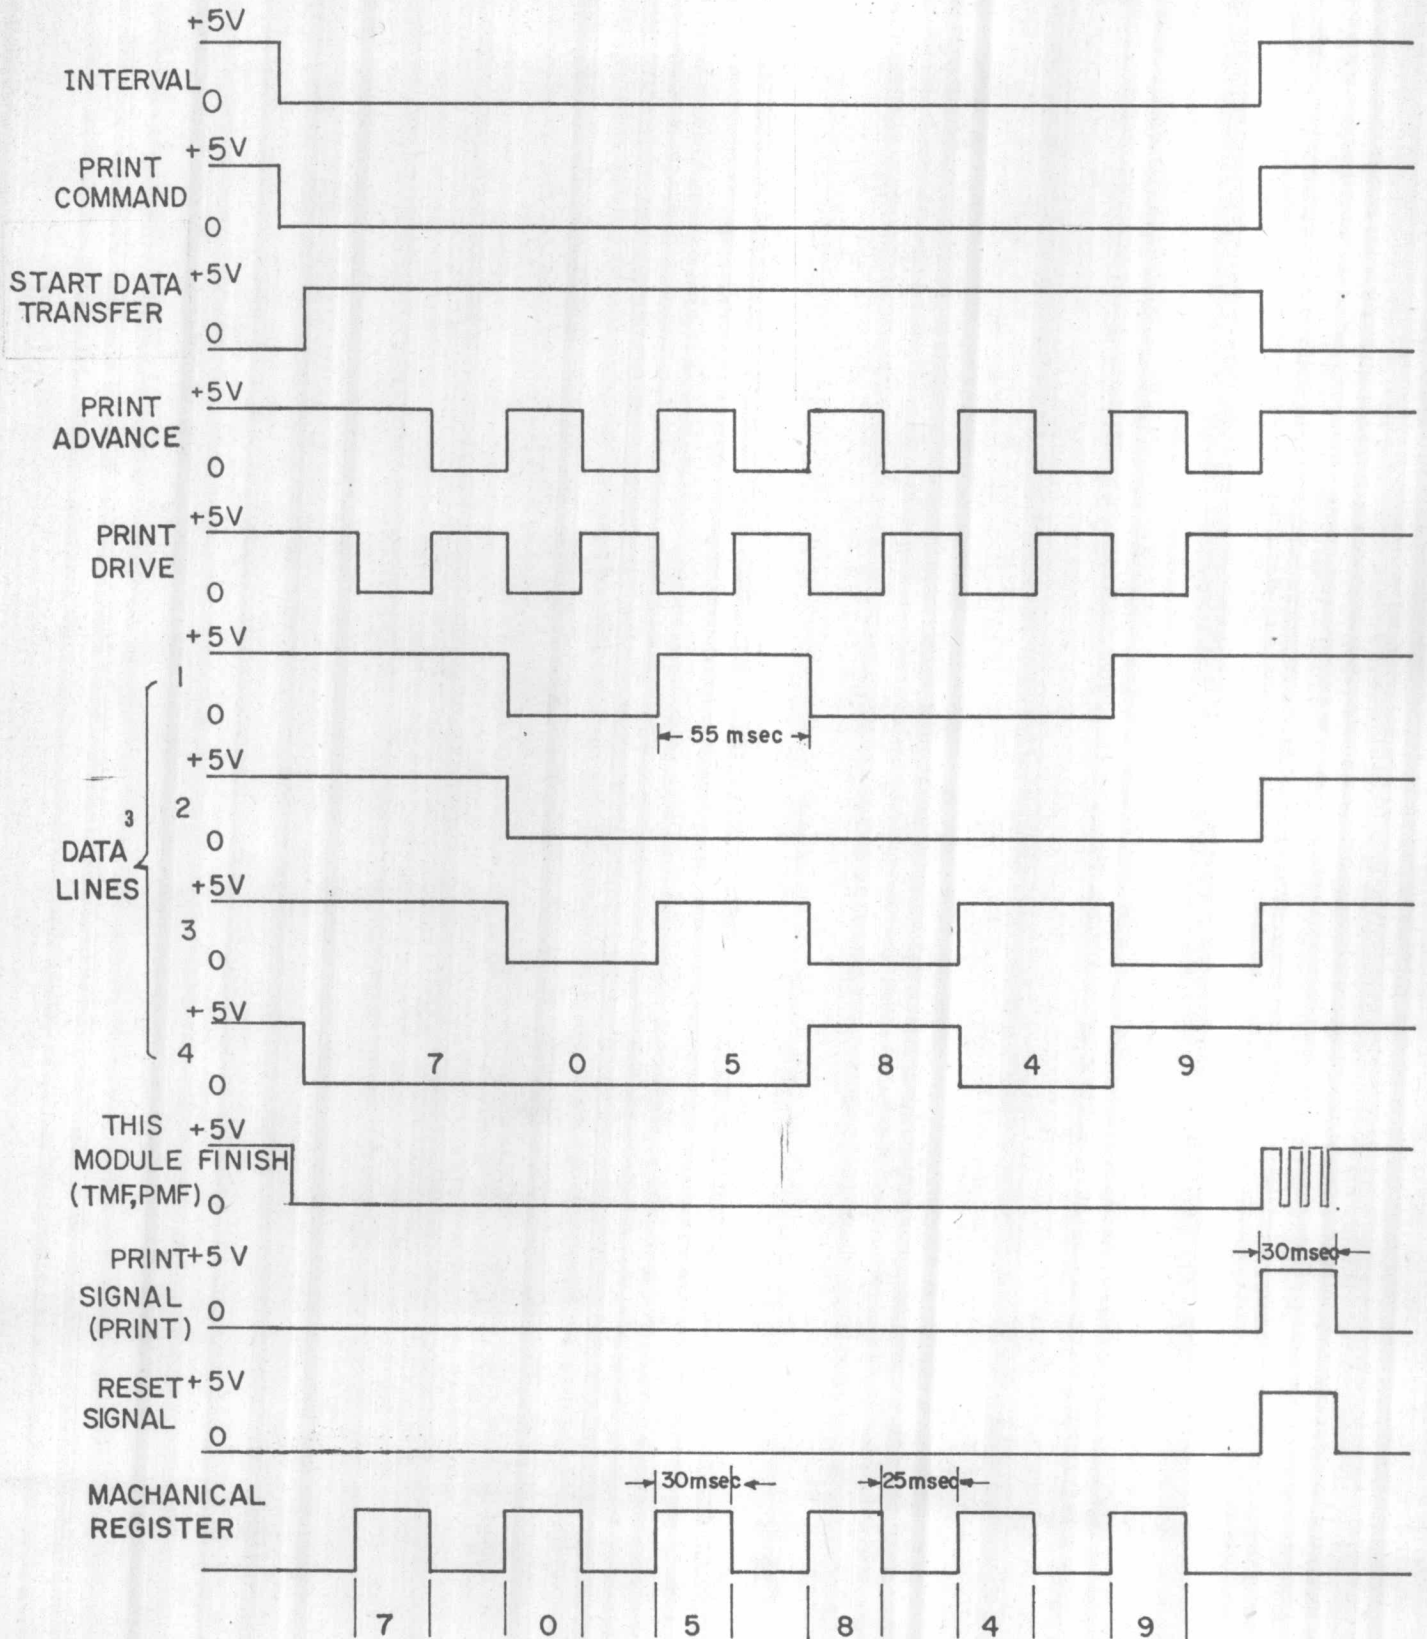 +5V
INTERVAL
0
+5V
PRINT
COMMAND
0
START DATA +5V
TRANSFER
0
PRINT +5V
ADVANCE
0
PRINT +5V
DRIVE
0
+5V
1
0
← 55 msec →
+5V
3 2
0
DATA
LINES
+5V
3
0
+5V
4
0
7 0 5 8 4 9
THIS +5V
MODULE FINISH
(TMF,PMF) 0
PRINT +5V
30msec
SIGNAL
(PRINT) 0
RESET +5V
SIGNAL
0
30msec 25msec
MACHANICAL
REGISTER
7 0 5 8 4 9